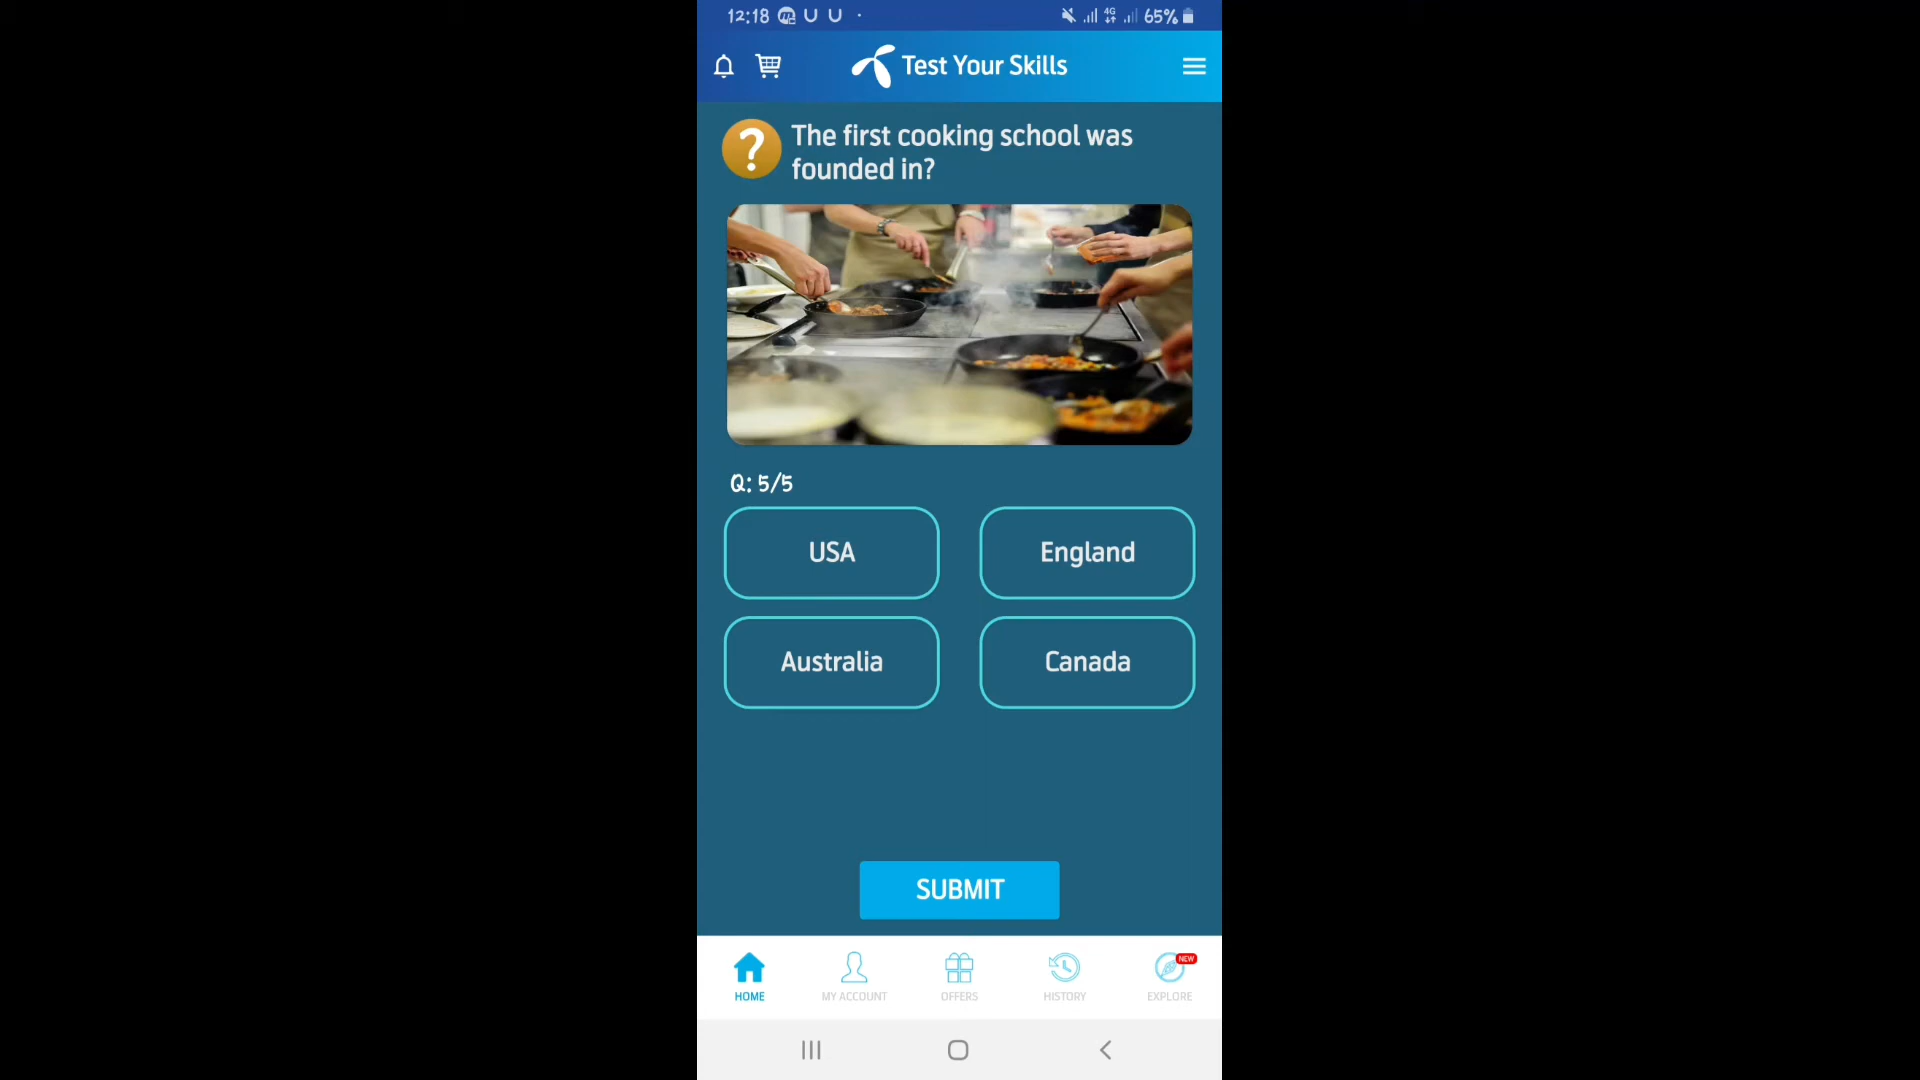 12:18 4G 65%
Test Your Skills
? The first cooking school was
founded in?
Q: 5/5
USA England
Australia Canada
SUBMIT
NEW
HOME MY ACCOUNT OFFERS HISTORY EXPLORE